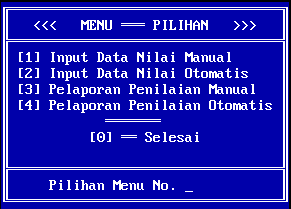 <<< MENU ══ PILIHAN >>>
[1] Input Data Nilai Manual
[2] Input Data Nilai Otomatis
[3] Pelaporan Penilaian Manual
[4] Pelaporan Penilaian Otomatis
[0] ══ Selesai
Pilihan Menu No. _